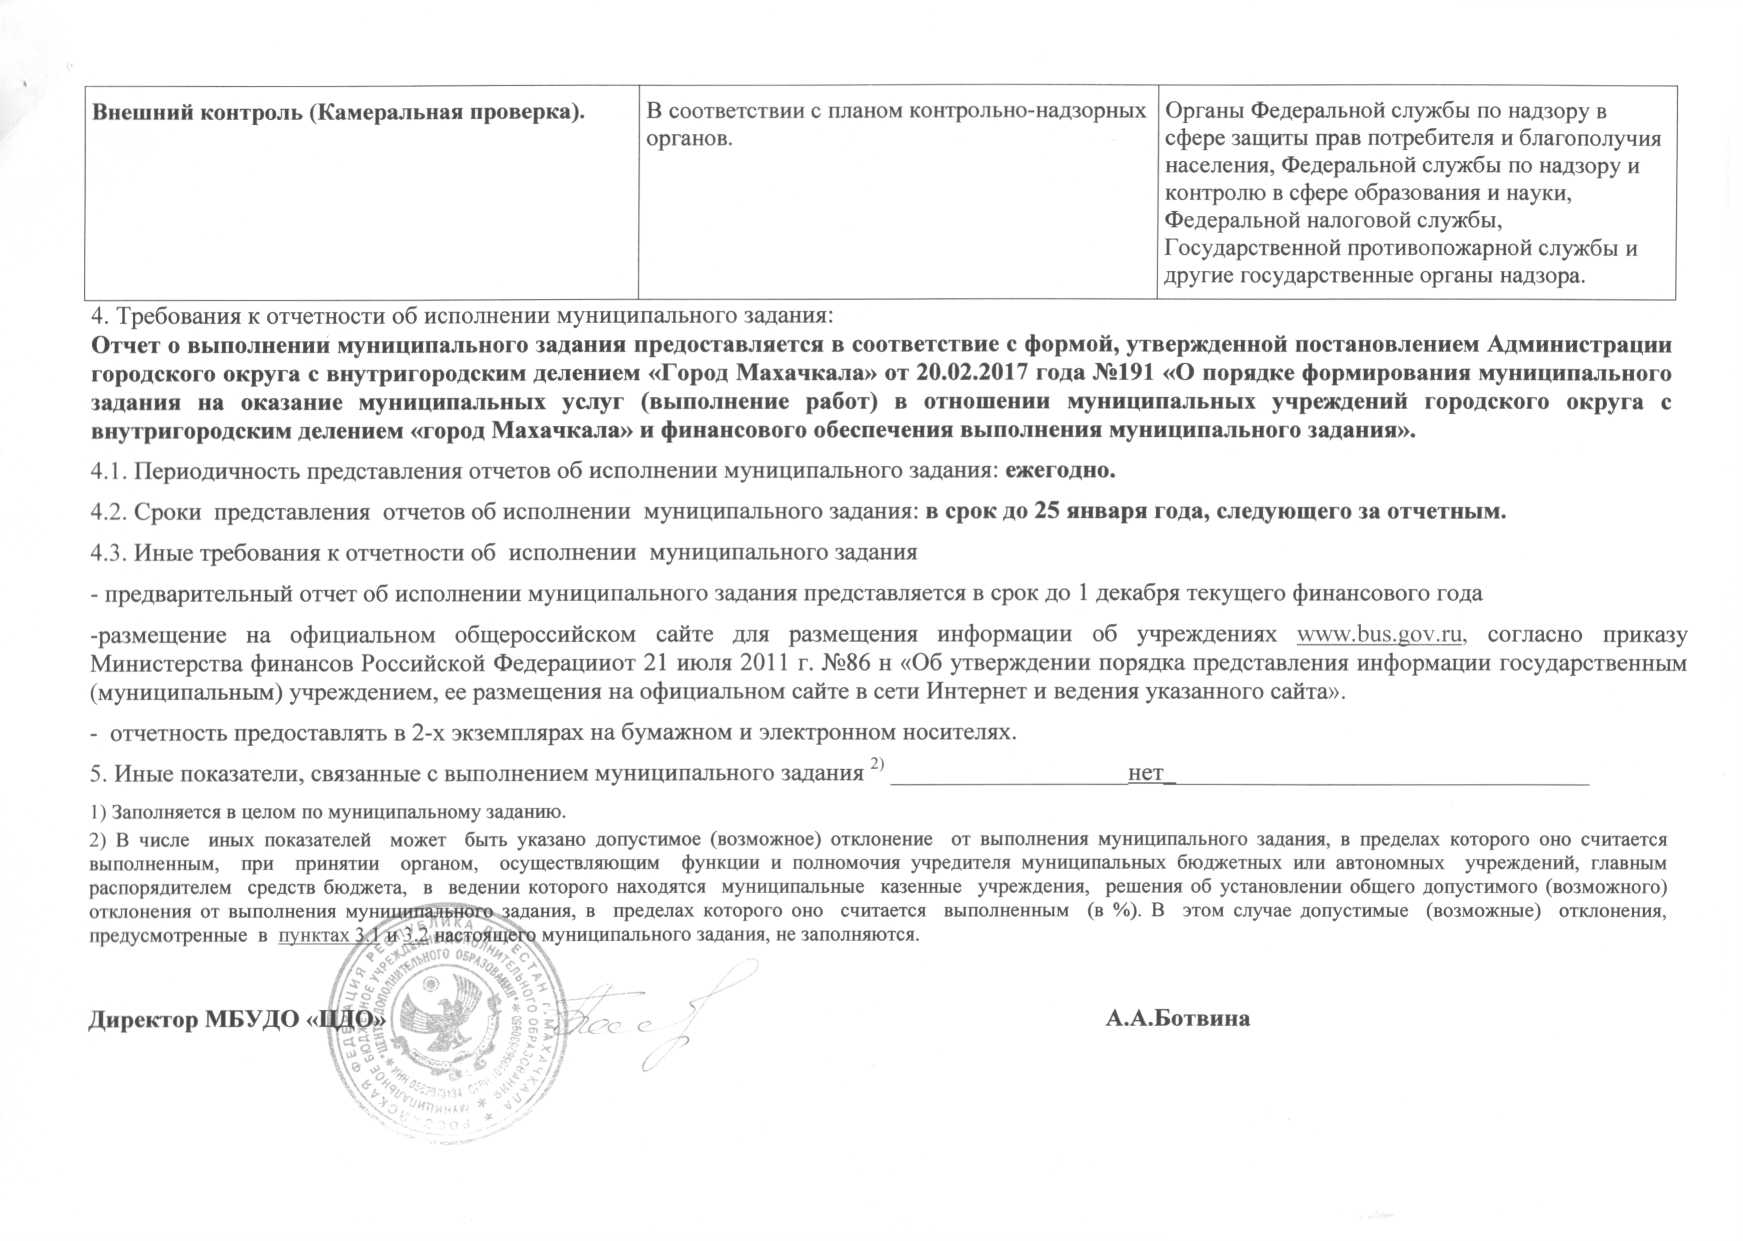 Внешний контроль (Камеральная проверка).
В соответствии с планом контрольно-надзорных
органов.
Органы Федеральной службы по надзору в
сфере защиты прав потребителя и благополучия
населения, Федеральной службы по надзору и
контролю в сфере образования и науки,
Федеральной налоговой службы,
Государственной противопожарной службы и
другие государственные органы надзора.
4. Требования к отчетности об исполнении муниципального задания:
Отчет о выполнении муниципального задания предоставляется в соответствие с формой, утвержденной постановлением Администрации
городского округа с внутригородским делением «Город Махачкала» от 20.02.2017 года №191 «О порядке формирования муниципального
задания на оказание муниципальных услуг (выполнение работ) в отношении муниципальных учреждений городского округа с
внутригородским делением «город Махачкала» и финансового обеспечения выполнения муниципального задания».
4.1. Периодичность представления отчетов об исполнении муниципального задания: ежегодно.
4.2. Сроки представления отчетов об исполнении муниципального задания: в срок до 25 января года, следующего за отчетным.
4.3. Иные требования к отчетности об исполнении муниципального задания
- предварительный отчет об исполнении муниципального задания представляется в срок до 1 декабря текущего финансового года
-размещение на официальном общероссийском сайте для размещения информации об учреждениях www.bus.gov.ru, согласно приказу
Министерства финансов Российской Федерацииот 21 июля 2011 г. №86 н «Об утверждении порядка представления информации государственным
(муниципальным) учреждением, ее размещения на официальном сайте в сети Интернет и ведения указанного сайта».
- отчетность предоставлять в 2-х экземплярах на бумажном и электронном носителях.
5. Иные показатели, связанные с выполнением муниципального задания 2) ___________________нет_________________________________
1) Заполняется в целом по муниципальному заданию.
2) В числе иных показателей может быть указано допустимое (возможное) отклонение от выполнения муниципального задания, в пределах которого оно считается
выполненным, при принятии органом, осуществляющим функции и полномочия учредителя муниципальных бюджетных или автономных учреждений, главным
распорядителем средств бюджета, в ведении которого находятся муниципальные казенные учреждения, решения об установлении общего допустимого (возможного)
отклонения от выполнения муниципального задания, в пределах которого оно считается выполненным (в %). В этом случае допустимые (возможные) отклонения,
предусмотренные в пунктах 3.1 и 3.2 настоящего муниципального задания, не заполняются.
Директор МБУДО «ЦДО»
А.А.Ботвина
РОССИЙСКАЯ ФЕДЕРАЦИЯ РЕСПУБЛИКА ДАГЕСТАН Г. МАХАЧКАЛА
МУНИЦИПАЛЬНОЕ БЮДЖЕТНОЕ УЧРЕЖДЕНИЕ ДОПОЛНИТЕЛЬНОГО ОБРАЗОВАНИЯ
"ЦЕНТР ДОПОЛНИТЕЛЬНОГО ОБРАЗОВАНИЯ"